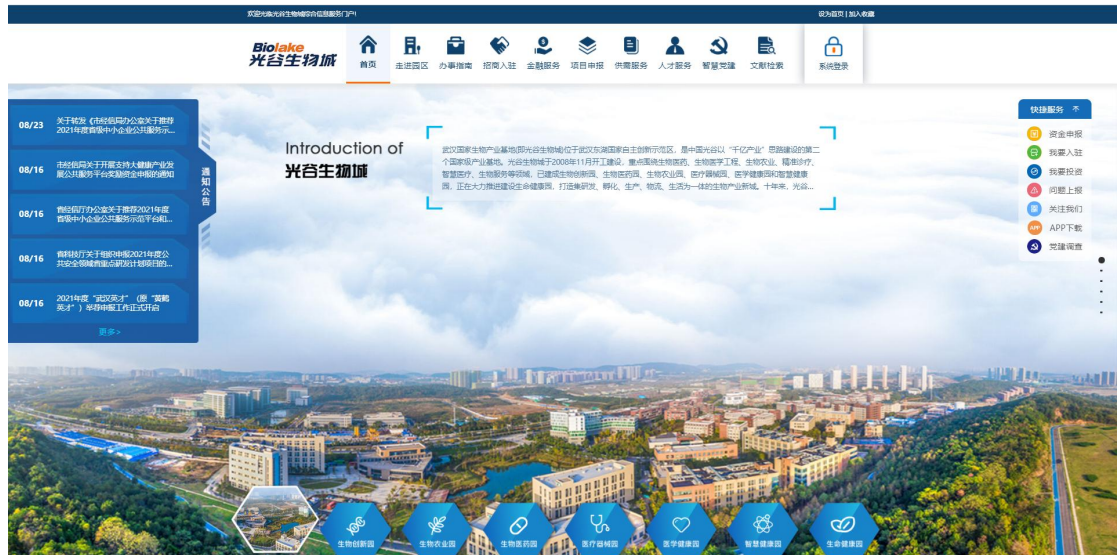 欢迎光临光谷生物城综合信息服务门户!
设为首页 | 加入收藏
Biolake
光谷生物城
首页
走进园区
办事指南
招商入驻
金融服务
项目申报
供需服务
人才服务
智慧党建
文献检索
系统登录
08/23
关于转发《市经信局办公室关于推荐
2021年度省级中小企业公共服务示...
08/16
市经信局关于开展支持大健康产业发
展公共服务平台奖励资金申报的通知
08/16
省经信厅办公室关于推荐2021年度
省级中小企业公共服务示范平台和...
08/16
省科技厅关于组织申报2021年度公
共安全领域省重点研发计划项目的...
08/16
2021年度“武汉英才”(原“黄鹤
英才”)举荐申报工作正式开启
更多>
通知公告
Introduction of
光谷生物城
武汉国家生物产业基地(即光谷生物城)位于武汉东湖国家自主创新示范区,是中国光谷以“千亿产业”思路建设的第二
个国家级产业基地。光谷生物城于2008年11月开工建设,重点围绕生物医药、生物医学工程、生物农业、精准诊疗、
智慧医疗、生物服务等领域,已建成生物创新园、生物医药园、生物农业园、医疗器械园、医学健康园和智慧健康
园,正在大力推进建设生命健康园,打造集研发、孵化、生产、物流、生活为一体的生物产业新城。十年来,光谷...
快捷服务
资金申报
我要入驻
我要投资
问题上报
关注我们
APP
APP下载
党建调查
生物创新园
生物农业园
生物医药园
医疗器械园
医学健康园
智慧健康园
生命健康园